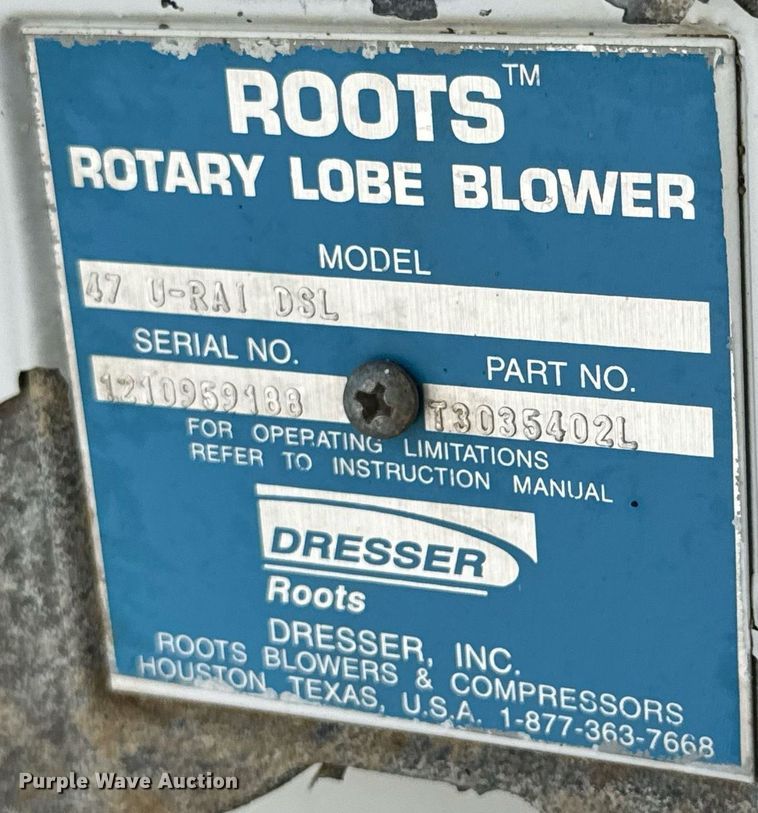 ROOTS™
ROTARY LOBE BLOWER
MODEL
47 U-RAI DSL
SERIAL NO.
PART NO.
1210959188
T3035402L
FOR OPERATING LIMITATIONS
REFER TO INSTRUCTION MANUAL
DRESSER
Roots
DRESSER, INC.
ROOTS BLOWERS & COMPRESSORS
HOUSTON, TEXAS, U.S.A. 1-877-363-7668
Purple Wave Auction